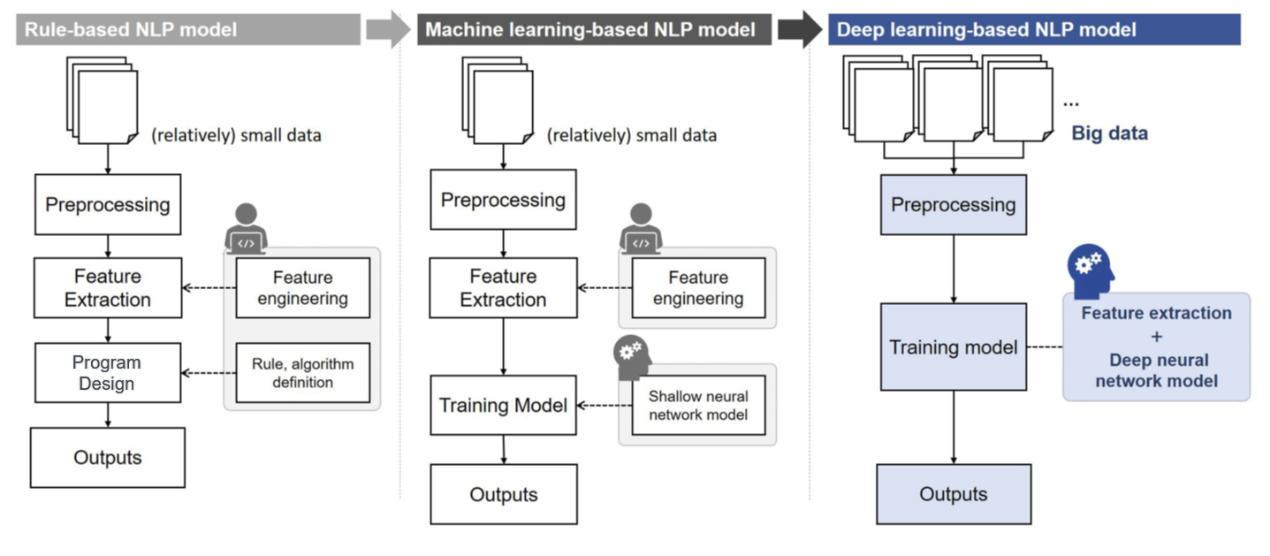 Rule-based NLP model
(relatively) small data
Preprocessing
Feature
Extraction
Feature
engineering
Program
Design
Rule, algorithm
definition
Outputs
Machine learning-based NLP model
(relatively) small data
Preprocessing
Feature
Extraction
Feature
engineering
Training Model
Shallow neural
network model
Outputs
Deep learning-based NLP model
...
Big data
Preprocessing
Training model
Feature extraction
+
Deep neural
network model
Outputs